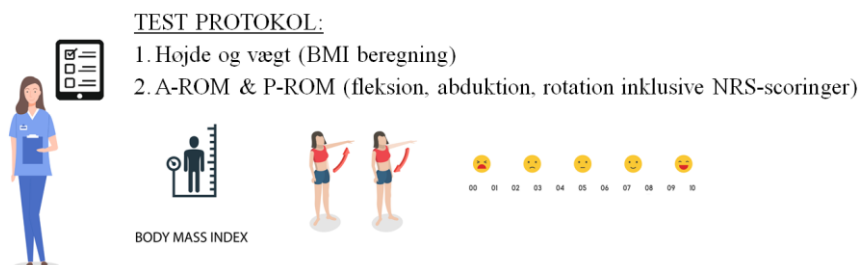 TEST PROTOKOL:
1. Højde og vægt (BMI beregning)
2. A-ROM & P-ROM (fleksion, abduktion, rotation inklusive NRS-scoringer)
00 01 02 03 04 05 06 07 08 09 10
BODY MASS INDEX